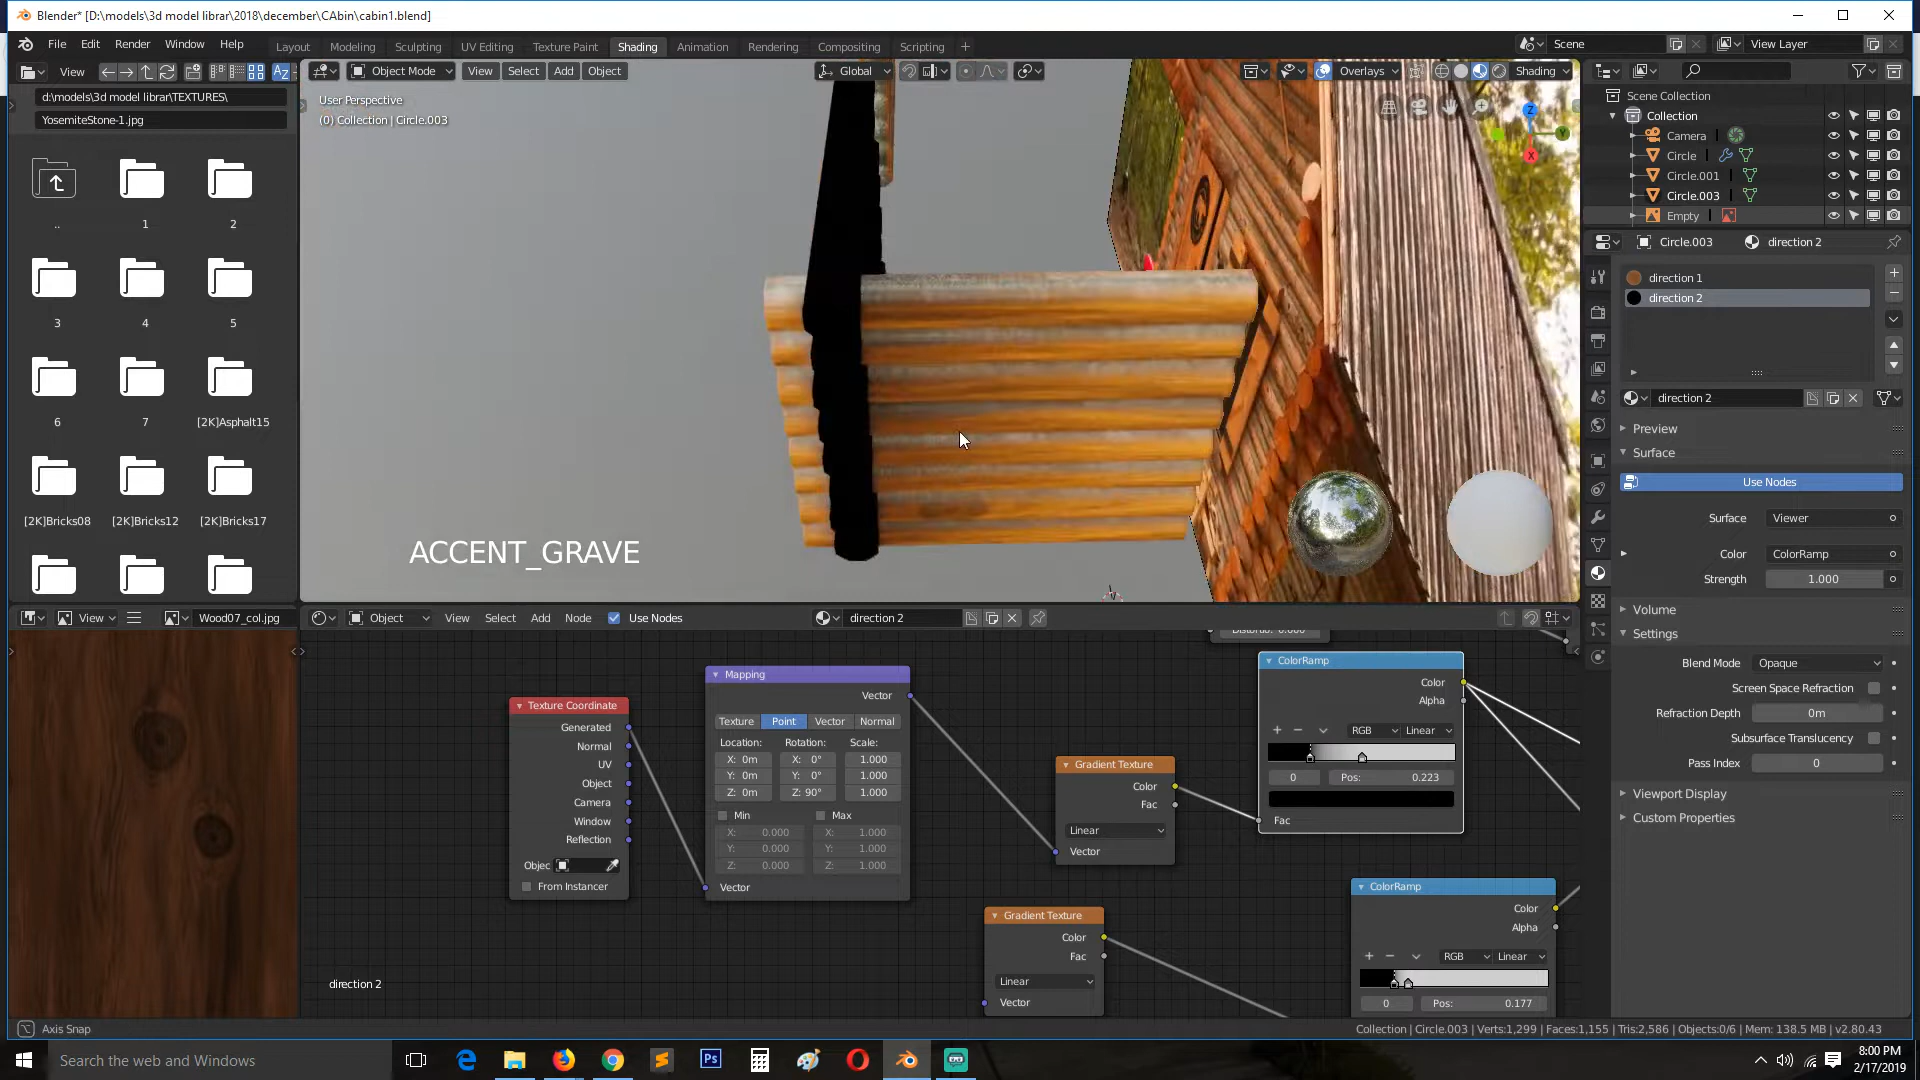 Blender* [D:\models\3d model librar\2018\december\CAbin\cabin1.blend]
File Edit Render Window Help Layout Modeling Sculpting UV Editing Texture Paint Shading Animation Rendering Compositing Scripting + Scene View Layer
View
Object Mode View Select Add Object Global Overlays Shading
d:\models\3d model librar\TEXTURES\
YosemiteStone-1.jpg
..
1
2
3
4
5
6
7
[2K]Asphalt15
[2K]Bricks08
[2K]Bricks12
[2K]Bricks17
User Perspective
(0) Collection | Circle.003
Z
Y
X
ACCENT_GRAVE
Scene Collection
Collection
Camera
Circle
Circle.001
Circle.003
Empty
Circle.003 direction 2
direction 1
direction 2
direction 2
Preview
Surface
Use Nodes
Surface Viewer
Color ColorRamp
Strength 1.000
Volume
Settings
Blend Mode Opaque
Screen Space Refraction
Refraction Depth 0m
Subsurface Translucency
Pass Index 0
Viewport Display
Custom Properties
View Wood07_col.jpg
Object View Select Add Node Use Nodes direction 2
Texture Coordinate
Generated
Normal
UV
Object
Camera
Window
Reflection
Objec
From Instancer
Mapping
Vector
Texture Point Vector Normal
Location: Rotation: Scale:
X: 0m X: 0° 1.000
Y: 0m Y: 0° 1.000
Z: 0m Z: 90° 1.000
Min Max
X: 0.000 X: 1.000
Y: 0.000 Y: 1.000
Z: 0.000 Z: 1.000
Vector
Gradient Texture
Color
Fac
Linear
Vector
Gradient Texture
Color
Fac
Linear
Vector
ColorRamp
Color
Alpha
RGB Linear
0 Pos: 0.223
Fac
ColorRamp
Color
Alpha
RGB Linear
0 Pos: 0.177
direction 2
Axis Snap
Collection | Circle.003 | Verts:1,299 | Faces:1,155 | Tris:2,586 | Objects:0/6 | Mem: 138.5 MB | v2.80.43
Search the web and Windows
8:00 PM
2/17/2019